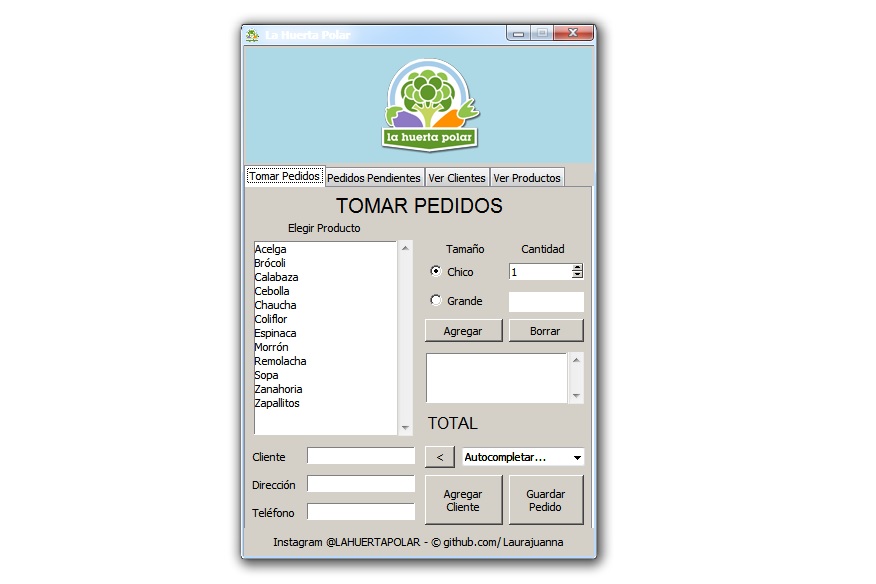 La Huerta Polar
la huerta polar
Tomar Pedidos
Pedidos Pendientes
Ver Clientes
Ver Productos
TOMAR PEDIDOS
Elegir Producto
Acelga
Brócoli
Calabaza
Cebolla
Chaucha
Coliflor
Espinaca
Morrón
Remolacha
Sopa
Zanahoria
Zapallitos
Tamaño
Cantidad
Chico
1
Grande
Agregar
Borrar
TOTAL
Cliente
<
Autocompletar...
Dirección
Teléfono
Agregar
Cliente
Guardar
Pedido
Instagram @LAHUERTAPOLAR - © github.com/Laurajuanna